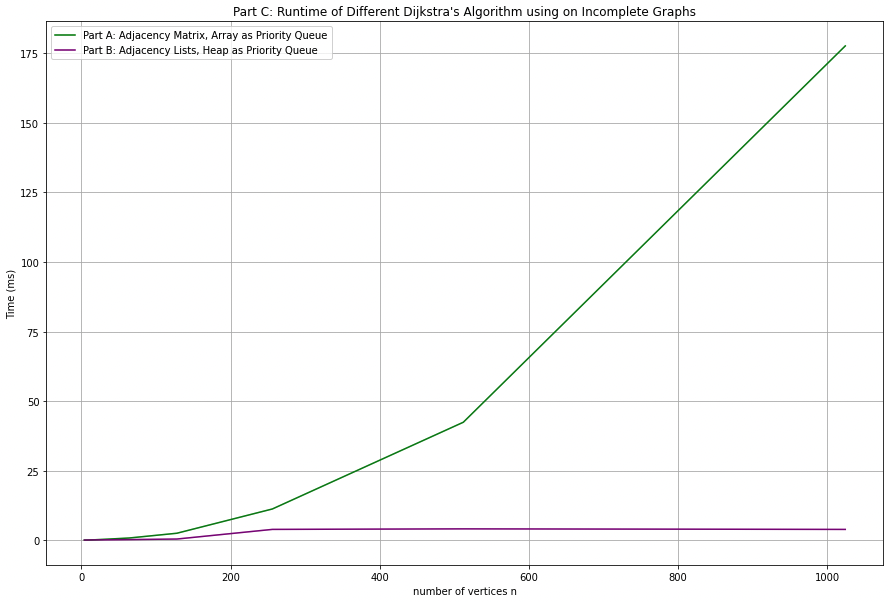 Part C: Runtime of Different Dijkstra's Algorithm using on Incomplete Graphs
Part A: Adjacency Matrix, Array as Priority Queue
Part B: Adjacency Lists, Heap as Priority Queue
175
150
125
100
75
50
25
0
Time (ms)
0 200 400 600 800 1000
number of vertices n